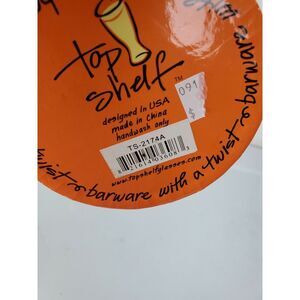 top
shelf
TM
designed in USA
made in China
handwash only
091
$
TS-2174A
www.topshelfglasses.com
barware with a twist
barware
twist